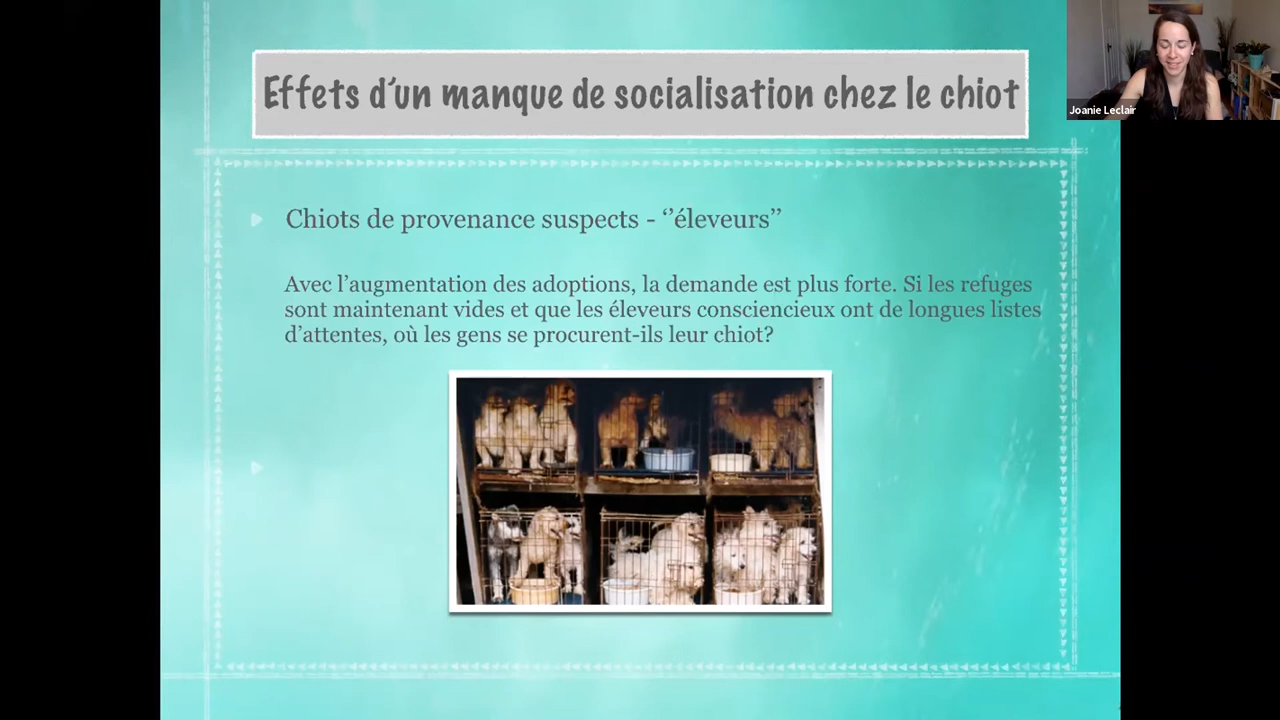 Effets d'un manque de socialisation chez le chiot
Joanie Leclair
Chiots de provenance suspects - ‘’éleveurs’’
Avec l’augmentation des adoptions, la demande est plus forte. Si les refuges
sont maintenant vides et que les éleveurs consciencieux ont de longues listes
d’attentes, où les gens se procurent-ils leur chiot?